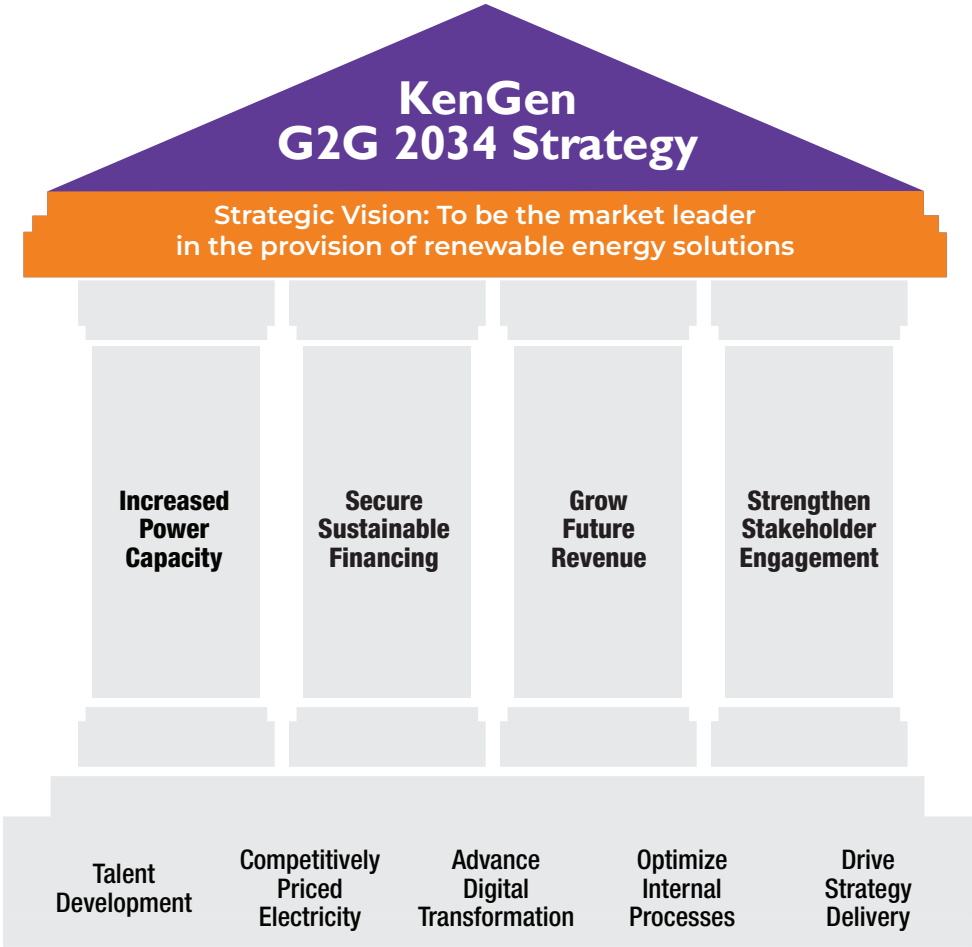 KenGen
G2G 2034 Strategy
Strategic Vision: To be the market leader
in the provision of renewable energy solutions
Increased
Power
Capacity
Secure
Sustainable
Financing
Grow
Future
Revenue
Strengthen
Stakeholder
Engagement
Talent
Development
Competitively
Priced
Electricity
Advance
Digital
Transformation
Optimize
Internal
Processes
Drive
Strategy
Delivery